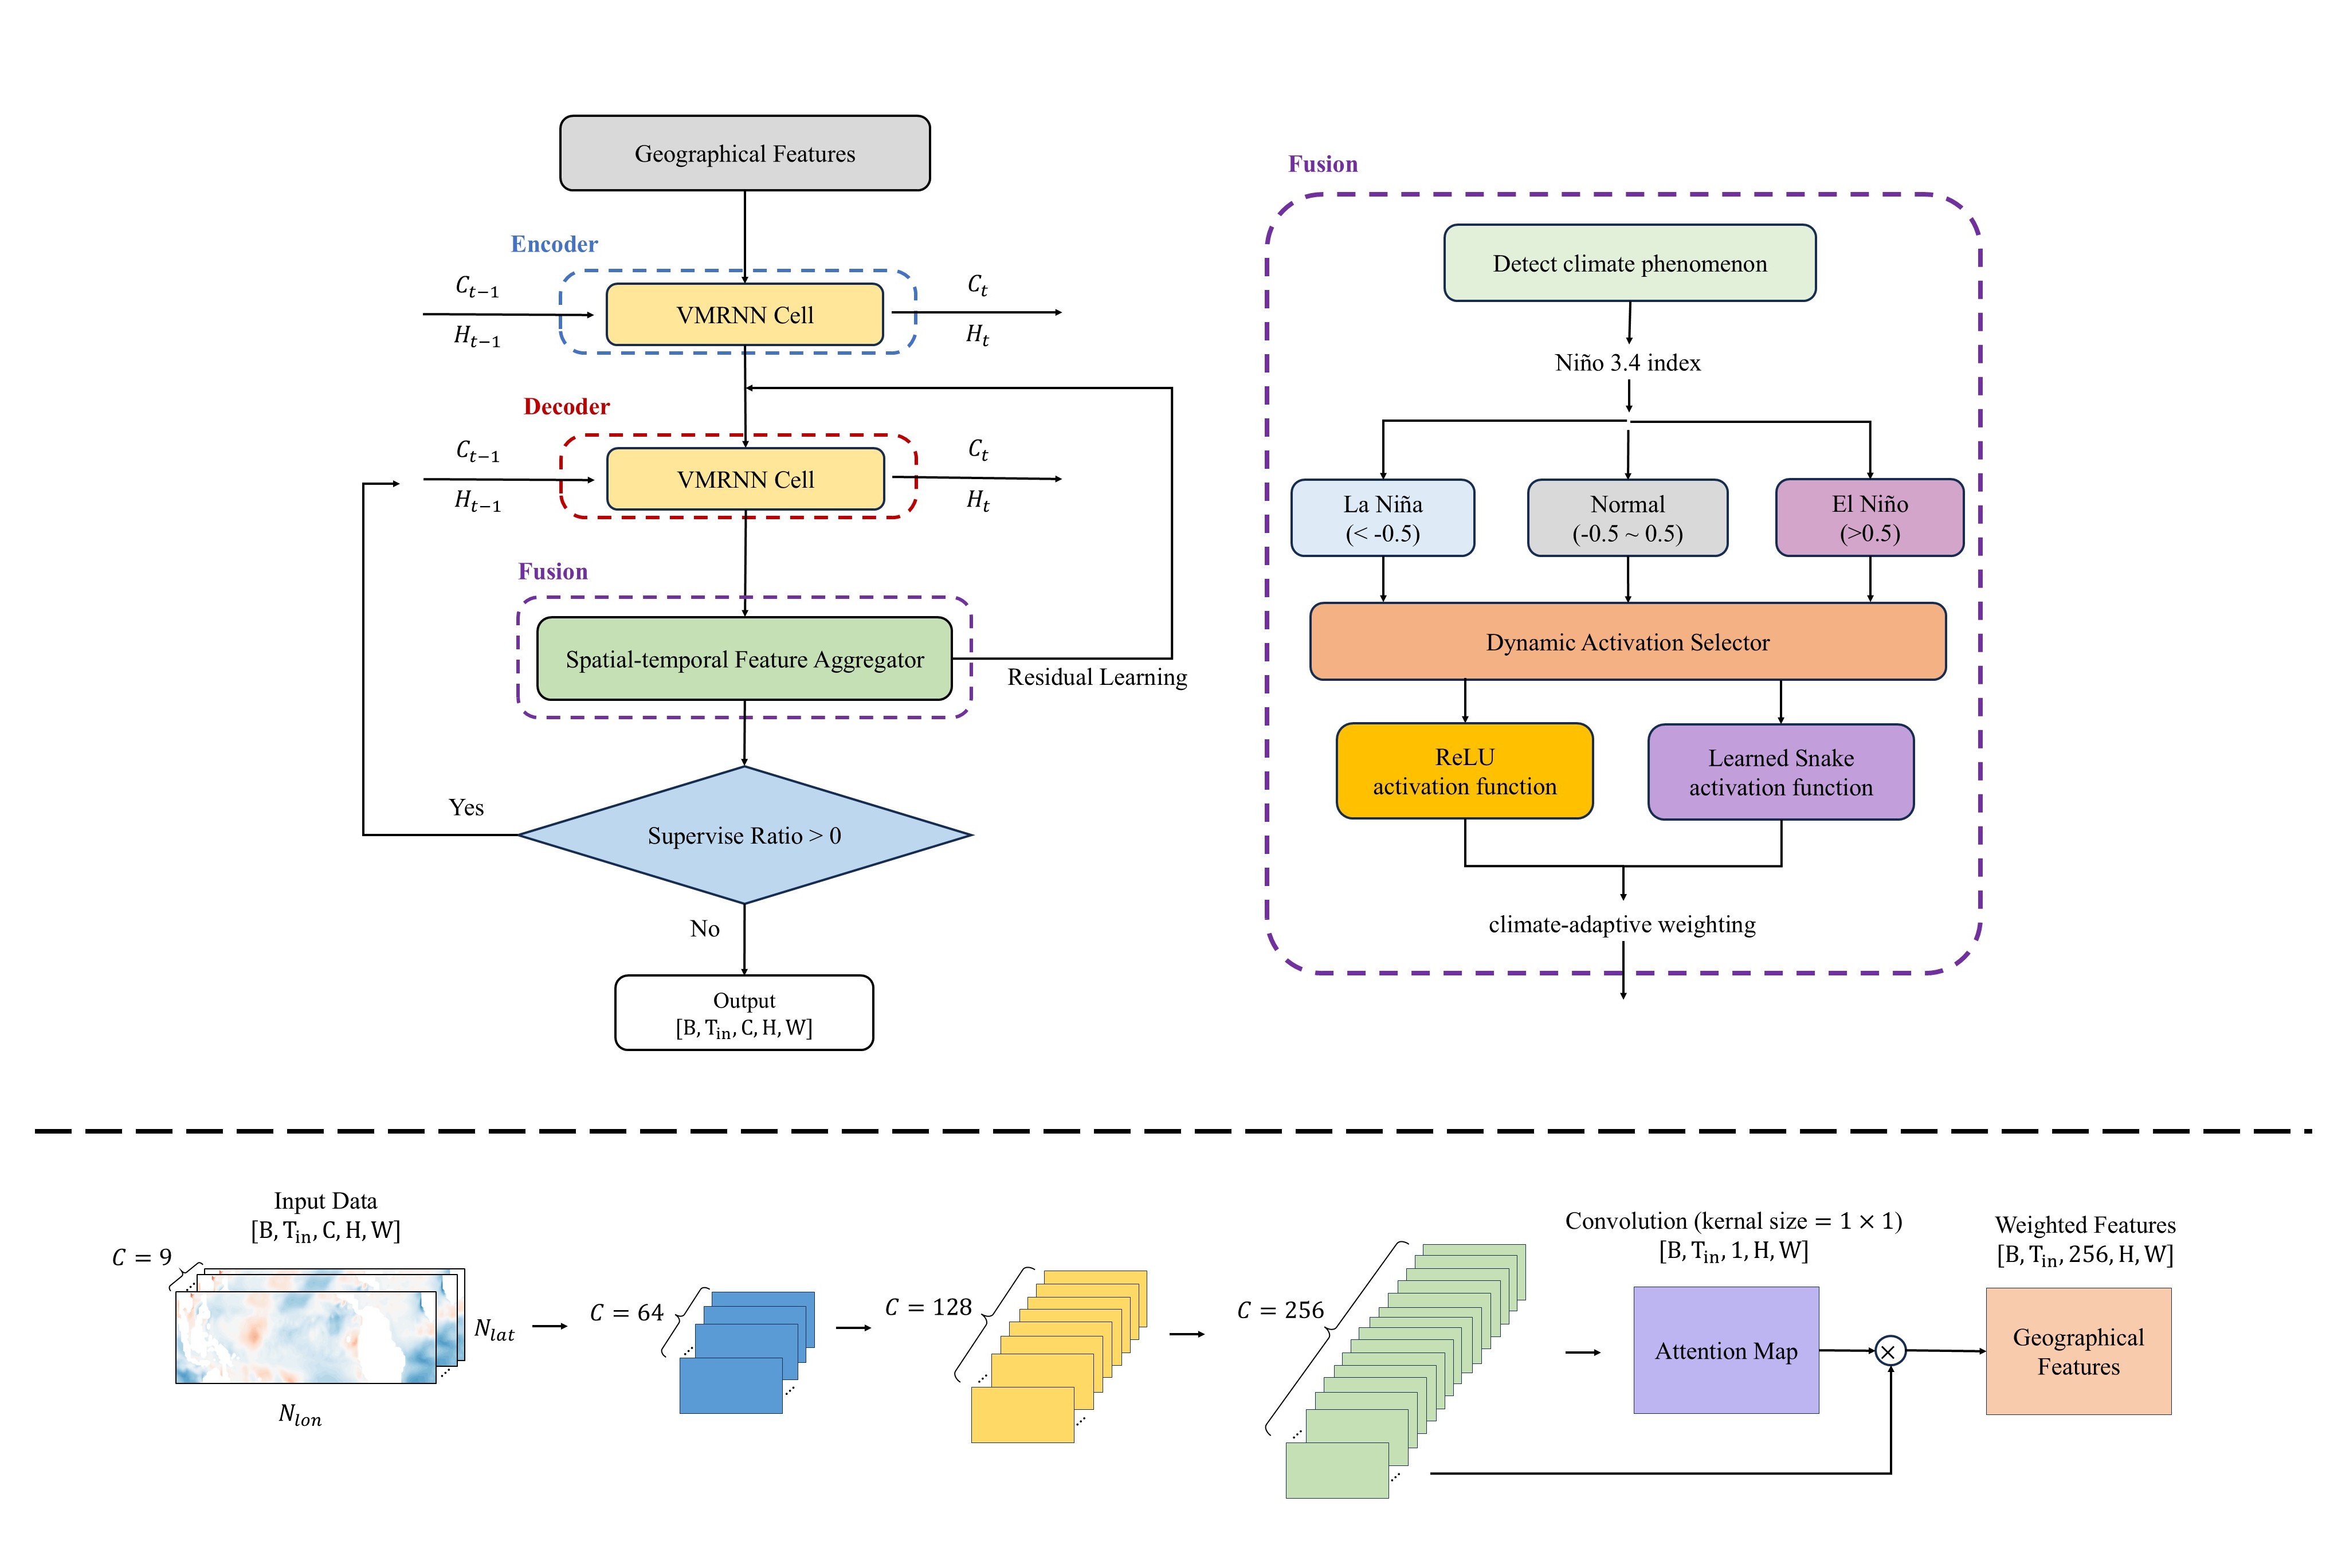 Geographical Features
Encoder
C_{t−1}
H_{t−1}
VMRNN Cell
C_t
H_t
Decoder
C_{t−1}
H_{t−1}
VMRNN Cell
C_t
H_t
Fusion
Spatial-temporal Feature Aggregator
Residual Learning
Yes
Supervise Ratio > 0
No
Output
[B, T_{in}, C, H, W]
Fusion
Detect climate phenomenon
Niño 3.4 index
La Niña
(< -0.5)
Normal
(-0.5 ~ 0.5)
El Niño
(>0.5)
Dynamic Activation Selector
ReLU
activation function
Learned Snake
activation function
climate-adaptive weighting
Input Data
[B, T_{in}, C, H, W]
C = 9
N_{lat}
N_{lon}
C = 64
C = 128
C = 256
Convolution (kernal size = 1 × 1)
[B, T_{in}, 1, H, W]
Attention Map
×
Weighted Features
[B, T_{in}, 256, H, W]
Geographical
Features